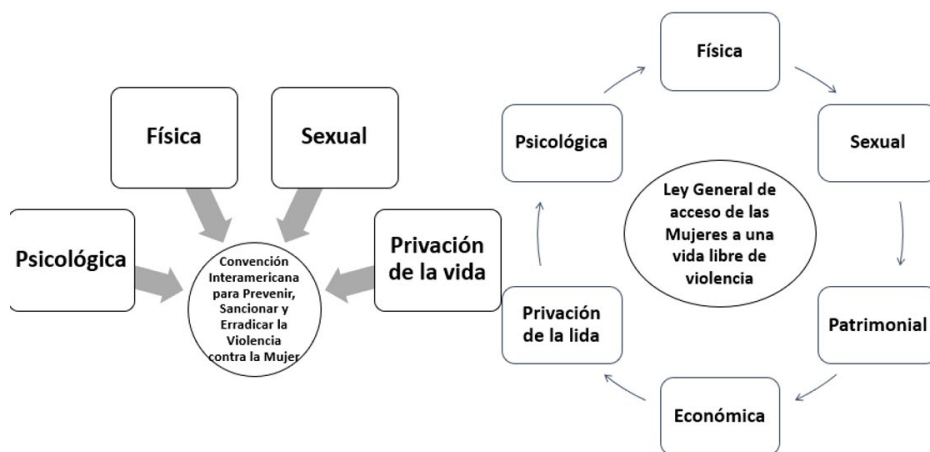 Psicológica
Física
Sexual
Privación
de la vida
Convención
Interamericana
para Prevenir,
Sancionar y
Erradicar la
Violencia
contra la Mujer
Física
Sexual
Patrimonial
Económica
Privación
de la lida
Psicológica
Ley General de
acceso de las
Mujeres a una
vida libre de
violencia